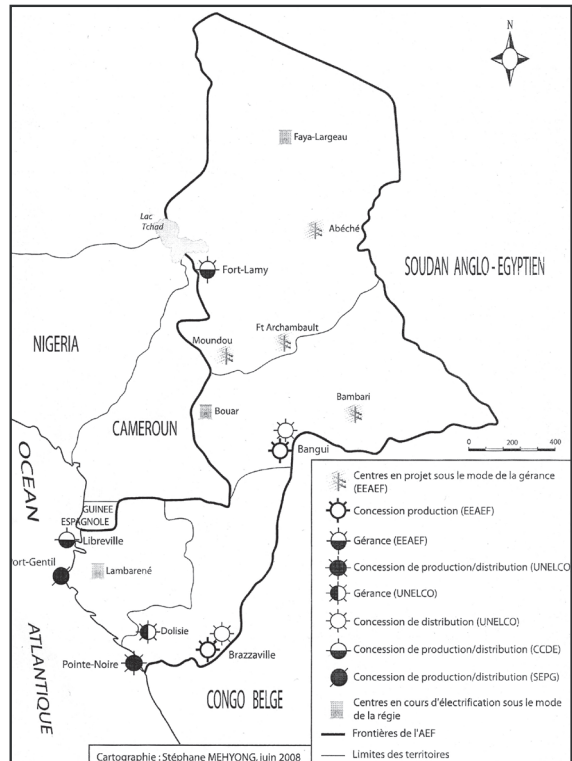 N
Faya-Largeau
Lac
Tchad
Abéché
SOUDAN ANGLO-EGYPTIEN
Fort-Lamy
NIGERIA
Ft Archambault
Moundou
Bambari
Bouar
CAMEROUN
Bangui
0 200 400
OCEAN
GUINEE
ESPAGNOLE
Libreville
ort-Gentil
Lambarené
Dolisie
Brazzaville
Pointe-Noire
ATLANTIQUE
CONGO BELGE
Centres en projet sous le mode de la gérance
(EEAEF)
Concession production (EEAEF)
Gérance (EEAEF)
Concession de production/distribution (UNELCO
Gérance (UNELCO)
Concession de distribution (UNELCO)
Concession de production/distribution (CCDE)
Concession de production/distribution (SEPG)
Centres en cours d'électrification sous le mode
de la régie
Frontières de l'AEF
Limites des territoires
Cartographie : Stéphane MEHYONG, juin 2008